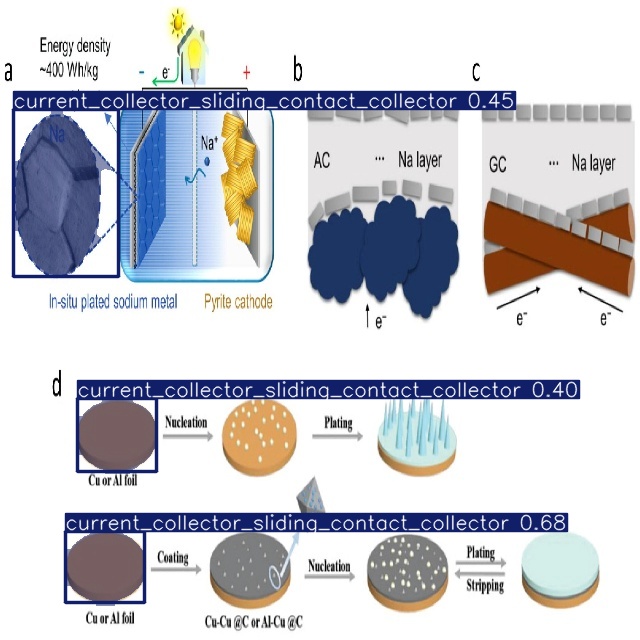 Energy density
~400 Wh/kg
a
-
e-
+
b
c
current_collector_sliding_contact_collector 0.45
Na
Na⁺
AC ... Na layer
GC ... Na layer
In-situ plated sodium metal
Pyrite cathode
e⁻
e⁻
e⁻
d
current_collector_sliding_contact_collector 0.40
Nucleation
Plating
Cu or Al foil
current_collector_sliding_contact_collector 0.68
Coating
Nucleation
Plating
Stripping
Cu or Al foil
Cu-Cu @C or Al-Cu @C